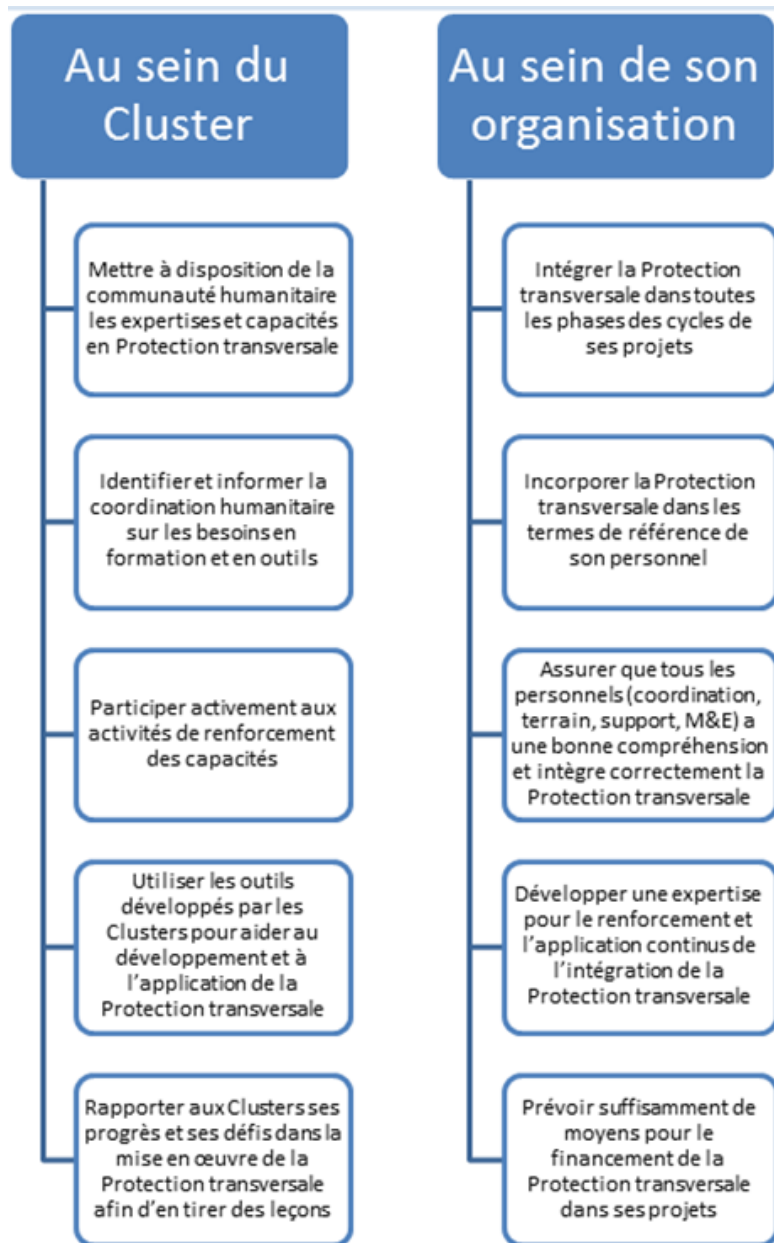 Au sein du
Cluster
Mettre à disposition de la
communauté humanitaire
les expertises et capacités
en Protection transversale
Identifier et informer la
coordination humanitaire
sur les besoins en
formation et en outils
Participer activement aux
activités de renforcement
des capacités
Utiliser les outils
développés par les
Clusters pour aider au
développement et à
l'application de la
Protection transversale
Rapporter aux Clusters ses
progrès et ses défis dans la
mise en œuvre de la
Protection transversale
afin d'en tirer des leçons
Au sein de son
organisation
Intégrer la Protection
transversale dans toutes
les phases des cycles de
ses projets
Incorporer la Protection
transversale dans les
termes de référence de
son personnel
Assurer que tous les
personnels (coordination,
terrain, support, M&E) a
une bonne compréhension
et intègre correctement la
Protection transversale
Développer une expertise
pour le renforcement et
l'application continus de
l'intégration de la
Protection transversale
Prévoir suffisamment de
moyens pour le
financement de la
Protection transversale
dans ses projets